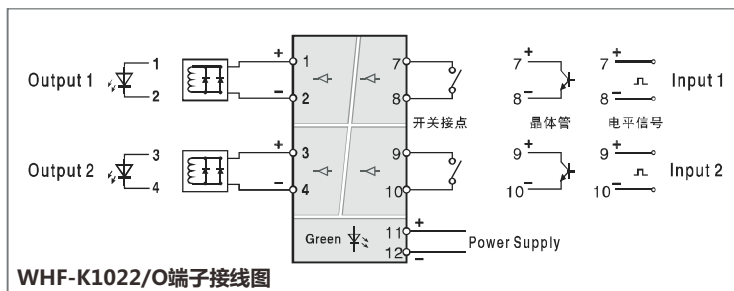 Output 1
1
2
+
1
−
2
7
8
开关接点
7 +
8 −
晶体管
7 +
8 −
电平信号
Input 1
Output 2
3
4
+
3
−
4
9
10
9 +
10 −
9 +
10 −
Input 2
Green
11 +
12 −
Power Supply
WHF-K1022/O端子接线图